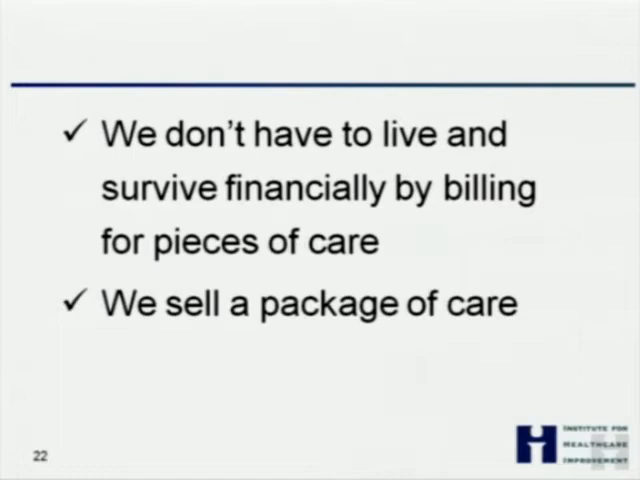 ✓ We don't have to live and
survive financially by billing
for pieces of care
✓ We sell a package of care
22
INSTITUTE FOR
HEALTHCARE
IMPROVEMENT